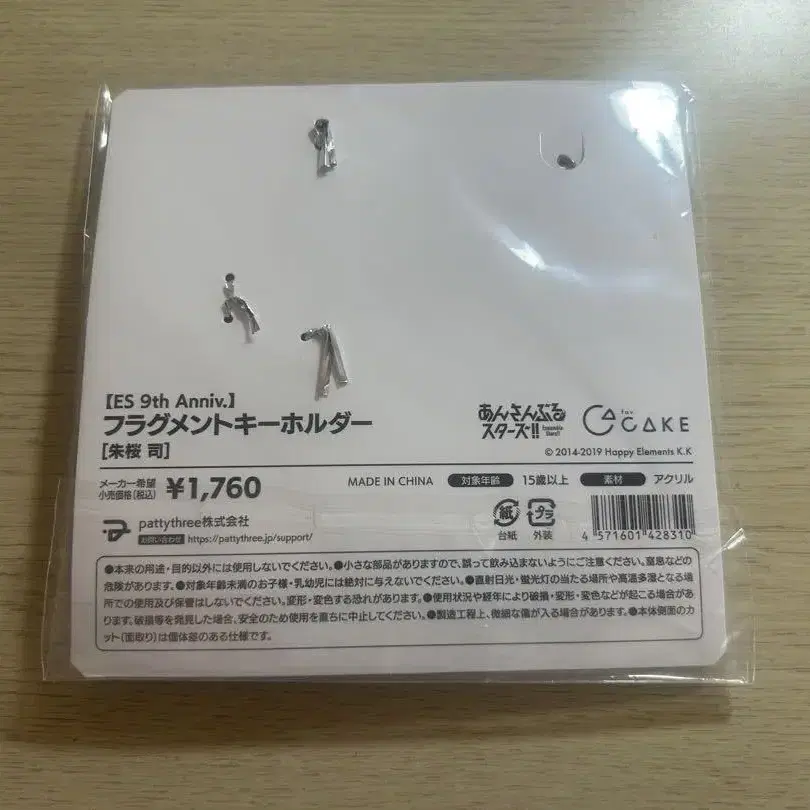 【ES 9th Anniv.】
フラグメントキーホルダー
[朱桜 司]
あんさんぶる
スターズ!!
Ensemble Stars!!
fav
CAKE
© 2014-2019 Happy Elements K.K
メーカー希望
小売価格(税込)
¥1,760
MADE IN CHINA
対象年齢
15歳以上
素材
アクリル
pattythree株式会社
お問い合わせ https://pattythree.jp/support/
紙
台紙
プラ
外装
4 571601 428310
●本来の用途・目的以外には使用しないでください。●小さな部品がありますので、誤って飲み込まないようにご注意ください。窒息などの
危険があります。●対象年齢未満のお子様・乳幼児には絶対に与えないでください。●直射日光・蛍光灯の当たる場所や高温多湿となる場
所での使用及び保管はしないでください。変形・変色する恐れがあります。●使用状況や経年により破損・変形・変色などが起こる場合があ
ります。破損等を発見した場合、安全のため使用を直ちに中止してください。●製造工程上、微細な傷が入る場合があります。●本体側面のカ
ット(面取り)は個体差のある仕様です。